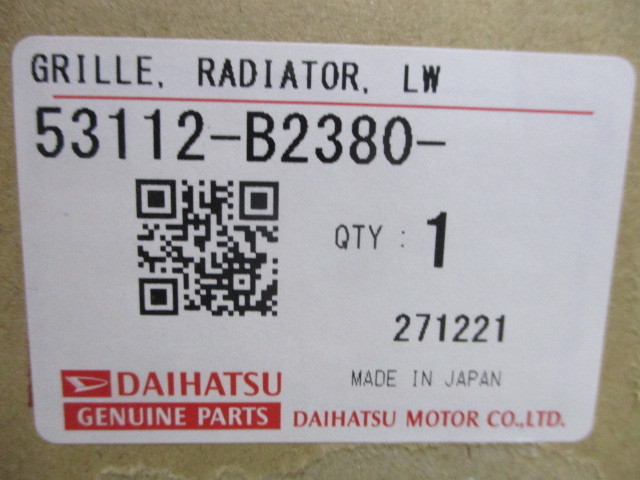 GRILLE, RADIATOR, LW
53112-B2380-
QTY : 1
271221
MADE IN JAPAN
DAIHATSU
GENUINE PARTS
DAIHATSU MOTOR CO.,LTD.